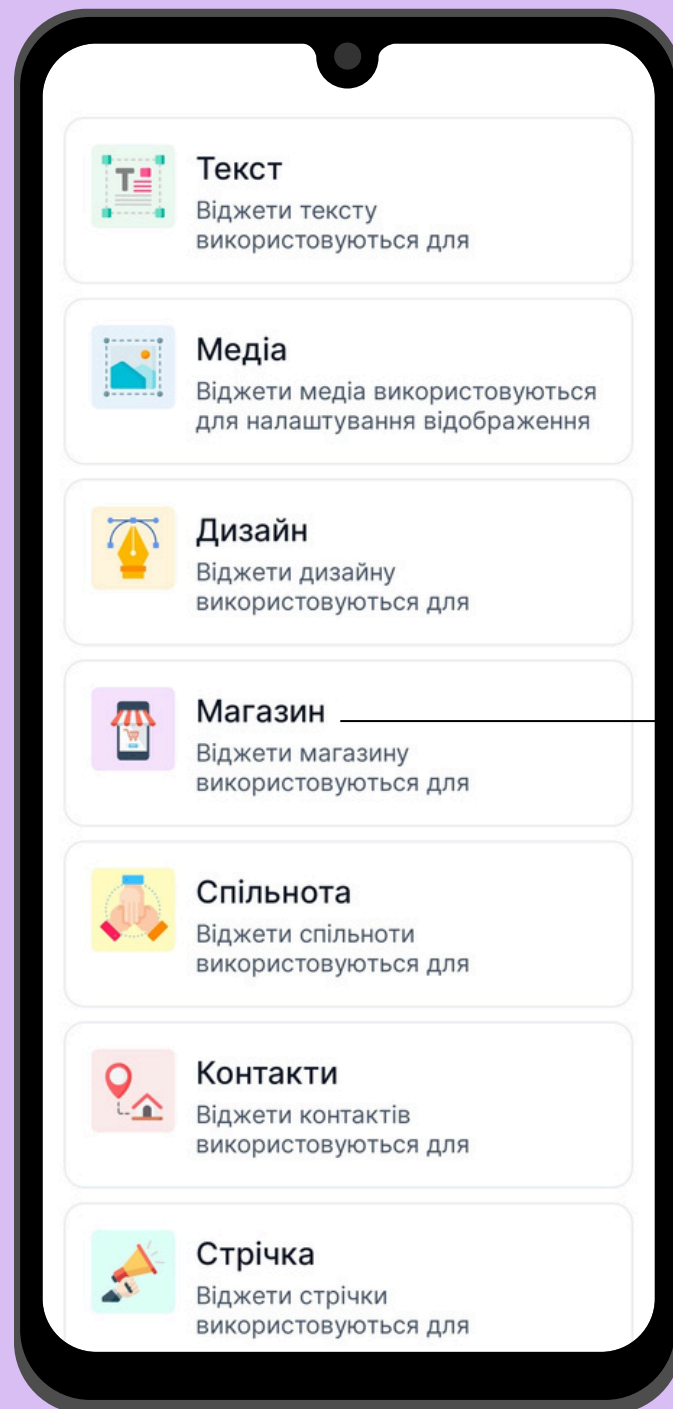 Текст
Віджети тексту
використовуються для
Медіа
Віджети медіа використовуються
для налаштування відображення
Дизайн
Віджети дизайну
використовуються для
Магазин
Віджети магазину
використовуються для
Спільнота
Віджети спільноти
використовуються для
Контакти
Віджети контактів
використовуються для
Стрічка
Віджети стрічки
використовуються для